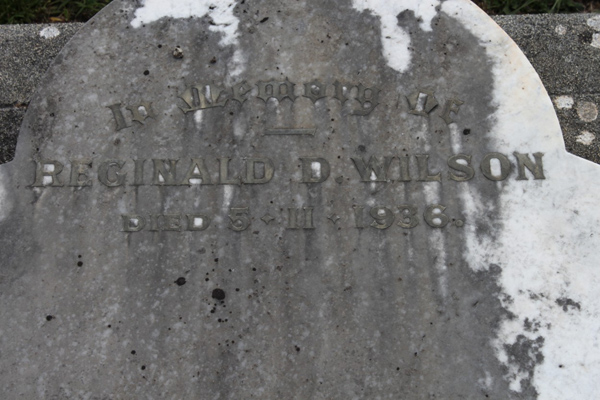 In Memory of
REGINALD D. WILSON
DIED 5 · 11 · 1936.